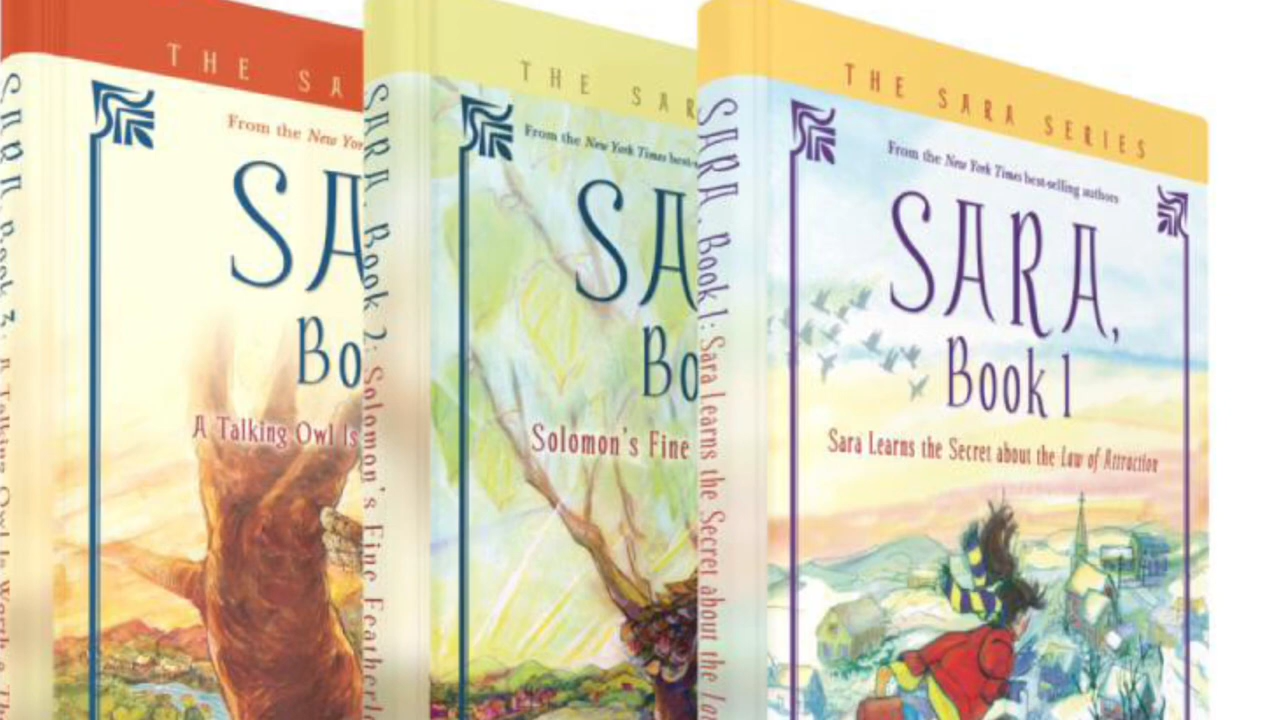 SARA, Book 3: A Talking Owl Is Worth a Th
THE SA
From the New Yor
SA
Bo
A Talking Owl Is
SARA, Book 2: Solomon's Fine Featherle
THE SAR
From the New York Times best-s
SA
Bo
Solomon's Fine
SARA, Book 1: Sara Learns the Secret about the La
THE SARA SERIES
From the New York Times best-selling authors
SARA,
Book 1
Sara Learns the Secret about the Law of Attraction